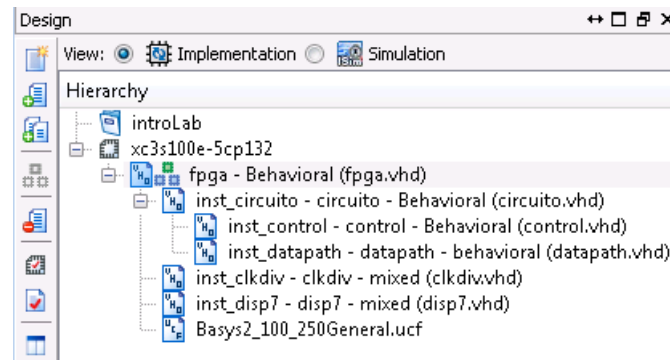 Design
View: Implementation Simulation
Hierarchy
introLab
xc3s100e-5cp132
fpga - Behavioral (fpga.vhd)
inst_circuito - circuito - Behavioral (circuito.vhd)
inst_control - control - Behavioral (control.vhd)
inst_datapath - datapath - behavioral (datapath.vhd)
inst_clkdiv - clkdiv - mixed (clkdiv.vhd)
inst_disp7 - disp7 - mixed (disp7.vhd)
Basys2_100_250General.ucf